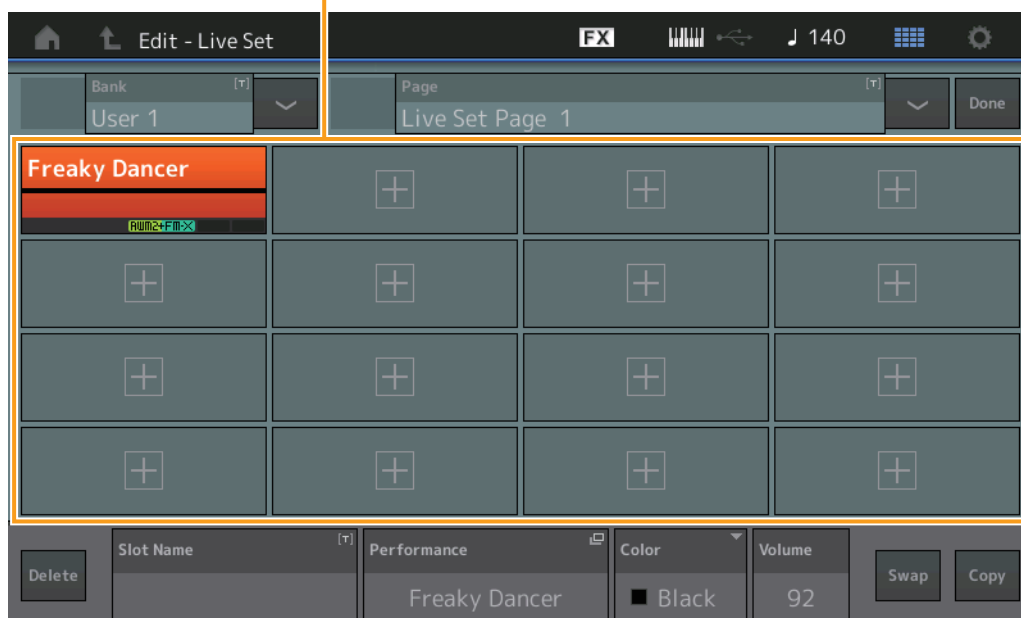 Edit - Live Set
FX
140
Bank [T]
User 1
Page [T]
Live Set Page 1
Done
Freaky Dancer
AWM2+FM-X
Delete
Slot Name [T]
Performance
Freaky Dancer
Color
Black
Volume
92
Swap
Copy